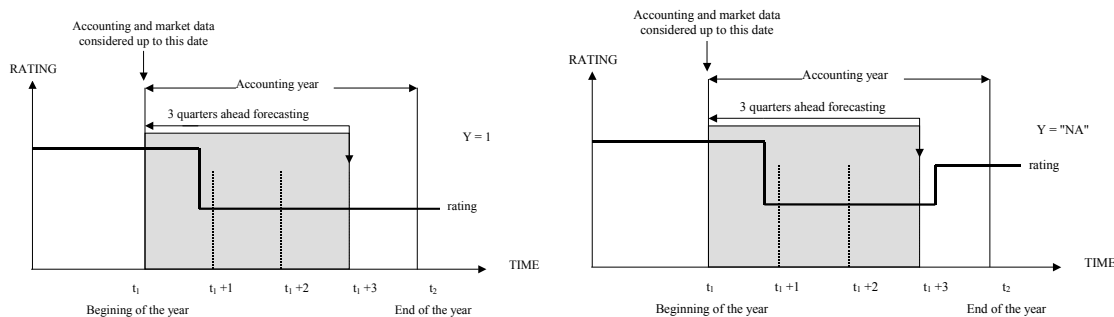 Accounting and market data
considered up to this date
RATING
Accounting year
3 quarters ahead forecasting
Y = 1
rating
TIME
t1
t1 +1
t1 +2
t1 +3
t2
Begining of the year
End of the year
Accounting and market data
considered up to this date
RATING
Accounting year
3 quarters ahead forecasting
Y = "NA"
rating
TIME
t1
t1 +1
t1 +2
t1 +3
t2
Beginning of the year
End of the year